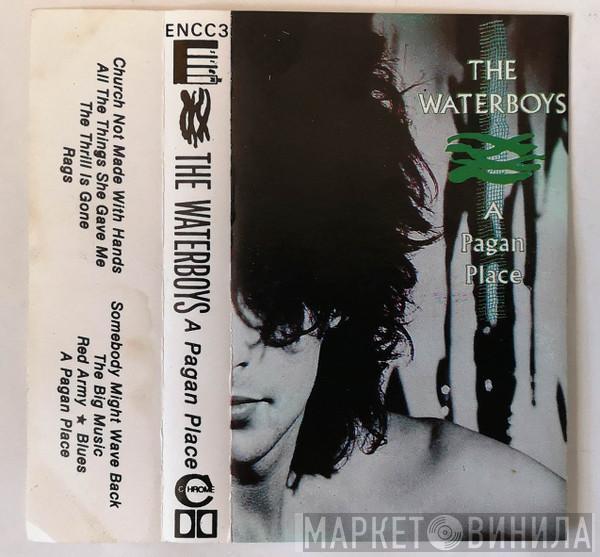 Church Not Made With Hands
All The Things She Gave Me
The Thrill Is Gone
Rags
Somebody Might Wave Back
The Big Music
Red Army ★ Blues
A Pagan Place
ENCC3
THE WATERBOYS A Pagan Place
CHROME
THE
WATERBOYS
A
Pagan
Place
МАРКЕТ ВИНИЛА